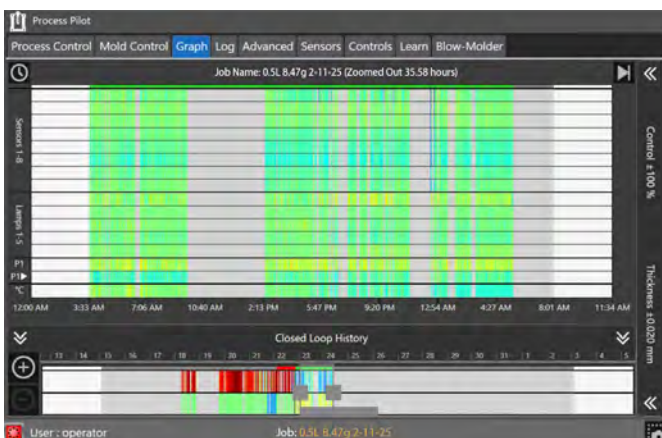 Process Pilot
Process Control Mold Control Graph Log Advanced Sensors Controls Learn Blow-Molder
Job Name: 0.5L 8.47g 2-11-25 (Zoomed Out 35.58 hours)
Sensors 1-8
Lamps 1-5
P1
P1▶
°C
Control ±100 %
Thickness ±0.020 mm
12:00 AM 3:33 AM 7:06 AM 10:40 AM 2:13 PM 5:47 PM 9:20 PM 12:54 AM 4:27 AM 8:01 AM 11:34 AM
Closed Loop History
13 14 15 16 17 18 19 20 21 22 23 24 25 26 27 28 29 30 31 1 2 3 4 5
User : operator Job: 0.5L 8.47g 2-11-25